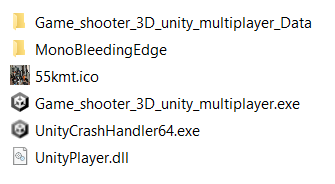 Game_shooter_3D_unity_multiplayer_Data
MonoBleedingEdge
55kmt.ico
Game_shooter_3D_unity_multiplayer.exe
UnityCrashHandler64.exe
UnityPlayer.dll